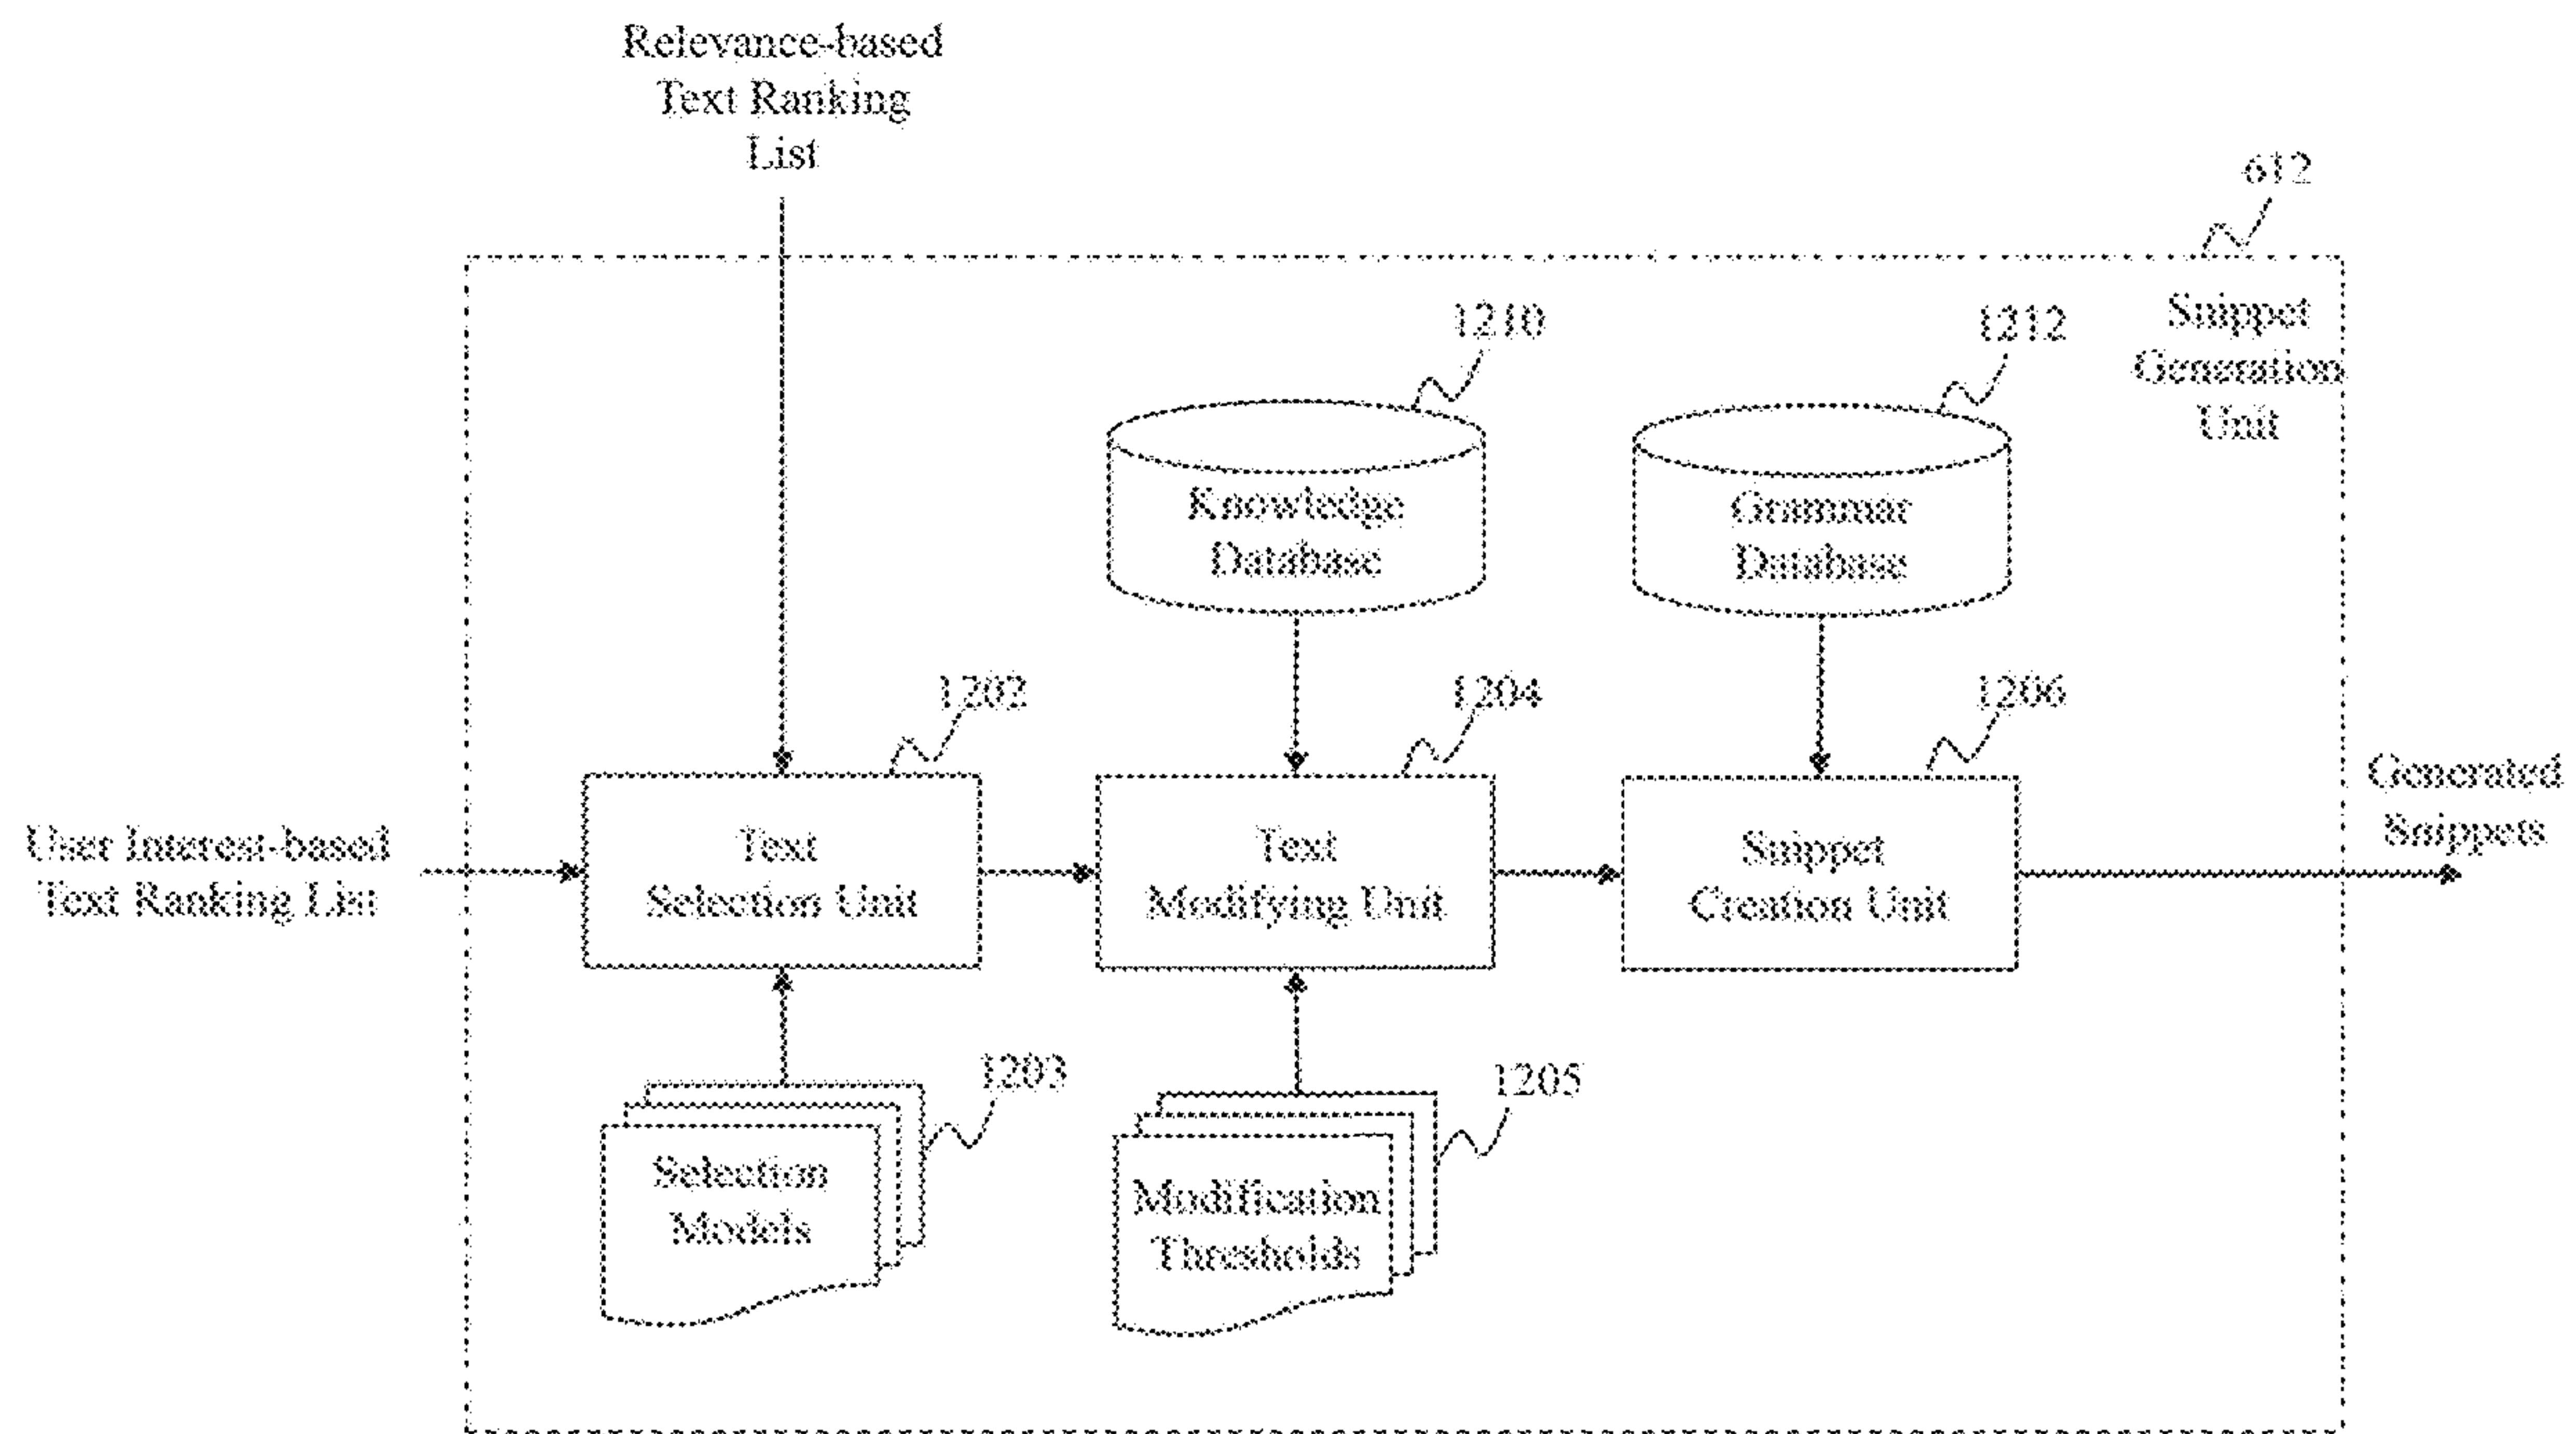 Relevance-based
Text Ranking
List
612
Snippet
Generation
Unit
1210
1212
Knowledge
Database
Grammar
Database
1202
1204
1206
User Interest-based
Text Ranking List
Text
Selection Unit
Text
Modifying Unit
Snippet
Creation Unit
Generated
Snippets
1203
1205
Selection
Models
Modification
Thresholds